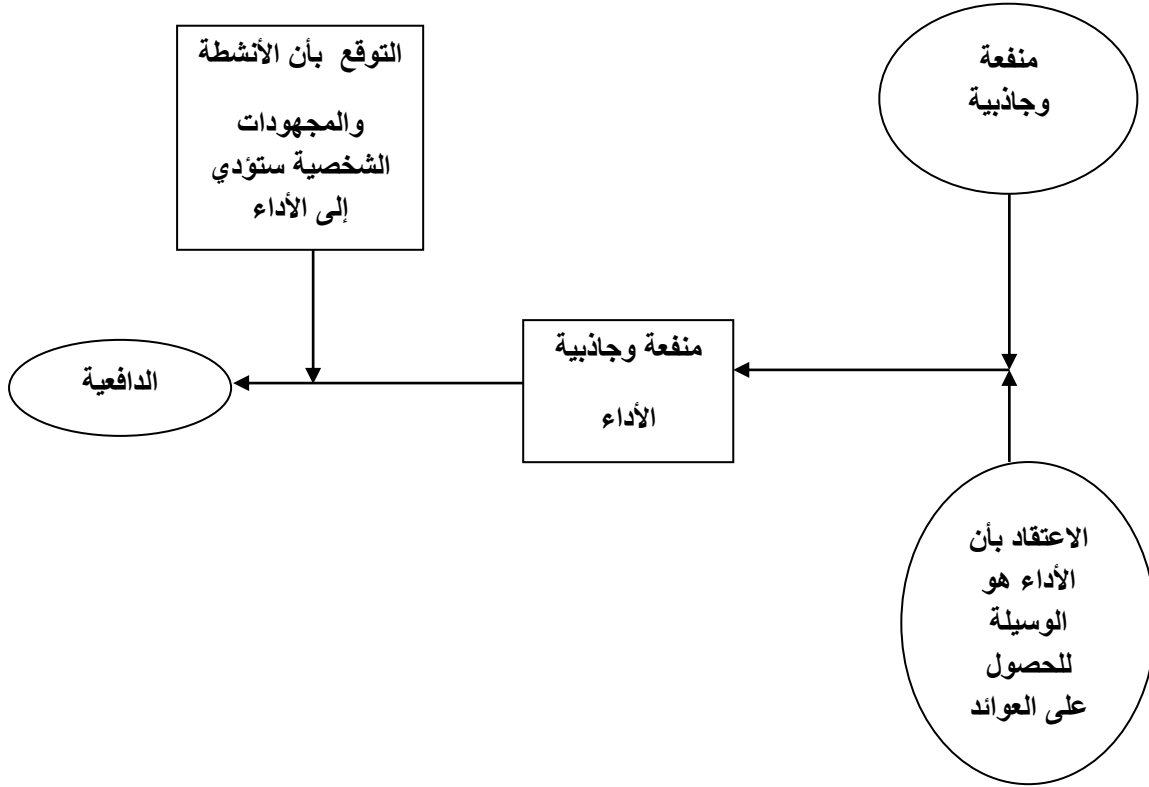 منفعة
وجاذبية
التوقع بأن الأنشطة
والمجهودات
الشخصية ستؤدي
إلى الأداء
منفعة وجاذبية
الأداء
الدافعية
الاعتقاد بأن
الأداء هو
الوسيلة
للحصول
على العوائد